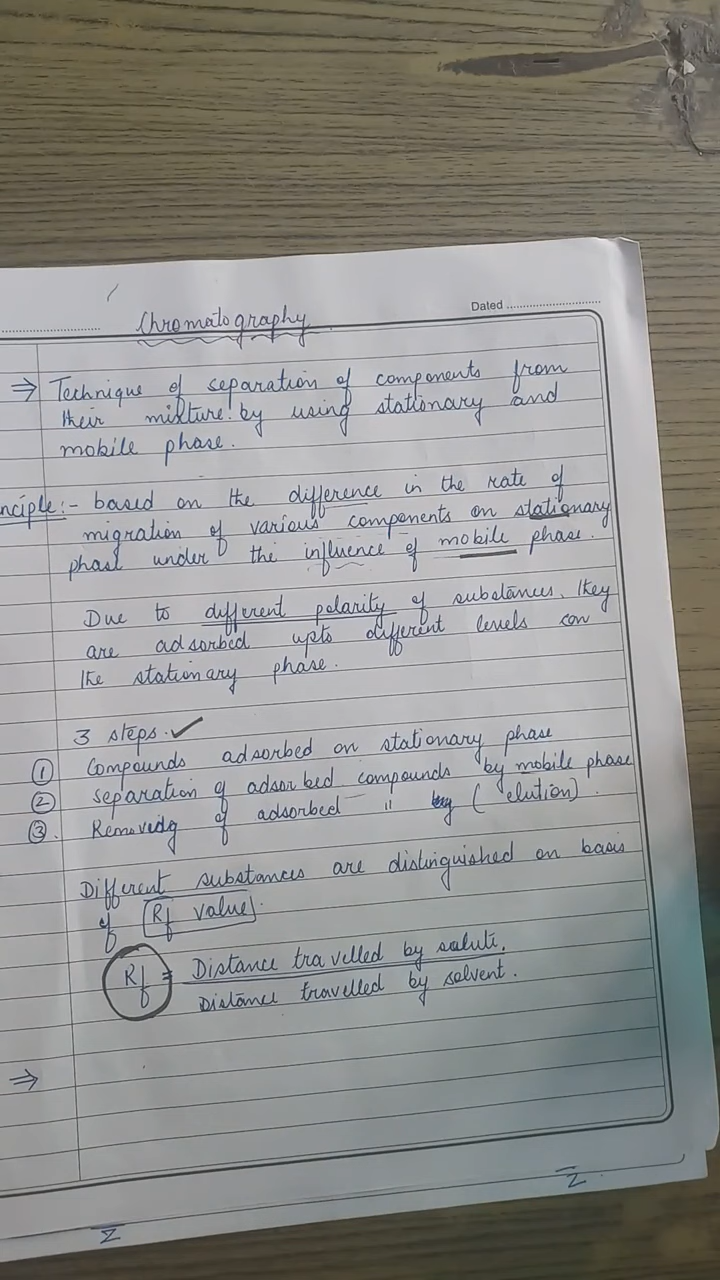 Dated
Chromatography
⇒ Technique of separation of components from
their mixture by using stationary and
mobile phase.
nciple:- based on the difference in the rate of
migration of various components on stationary
phase under the influence of mobile phase.
Due to different polarity of substances. they
are adsorbed upto different levels on
the stationary phase.
3 steps. ✓
① Compounds adsorbed on stationary phase
② separation of adsorbed compounds by mobile phase
③. Removing of adsorbed " (elution).
Different substances are distinguished on basis
of Rf value.
Rf = Distance travelled by solute.
Distance travelled by solvent.
⇒